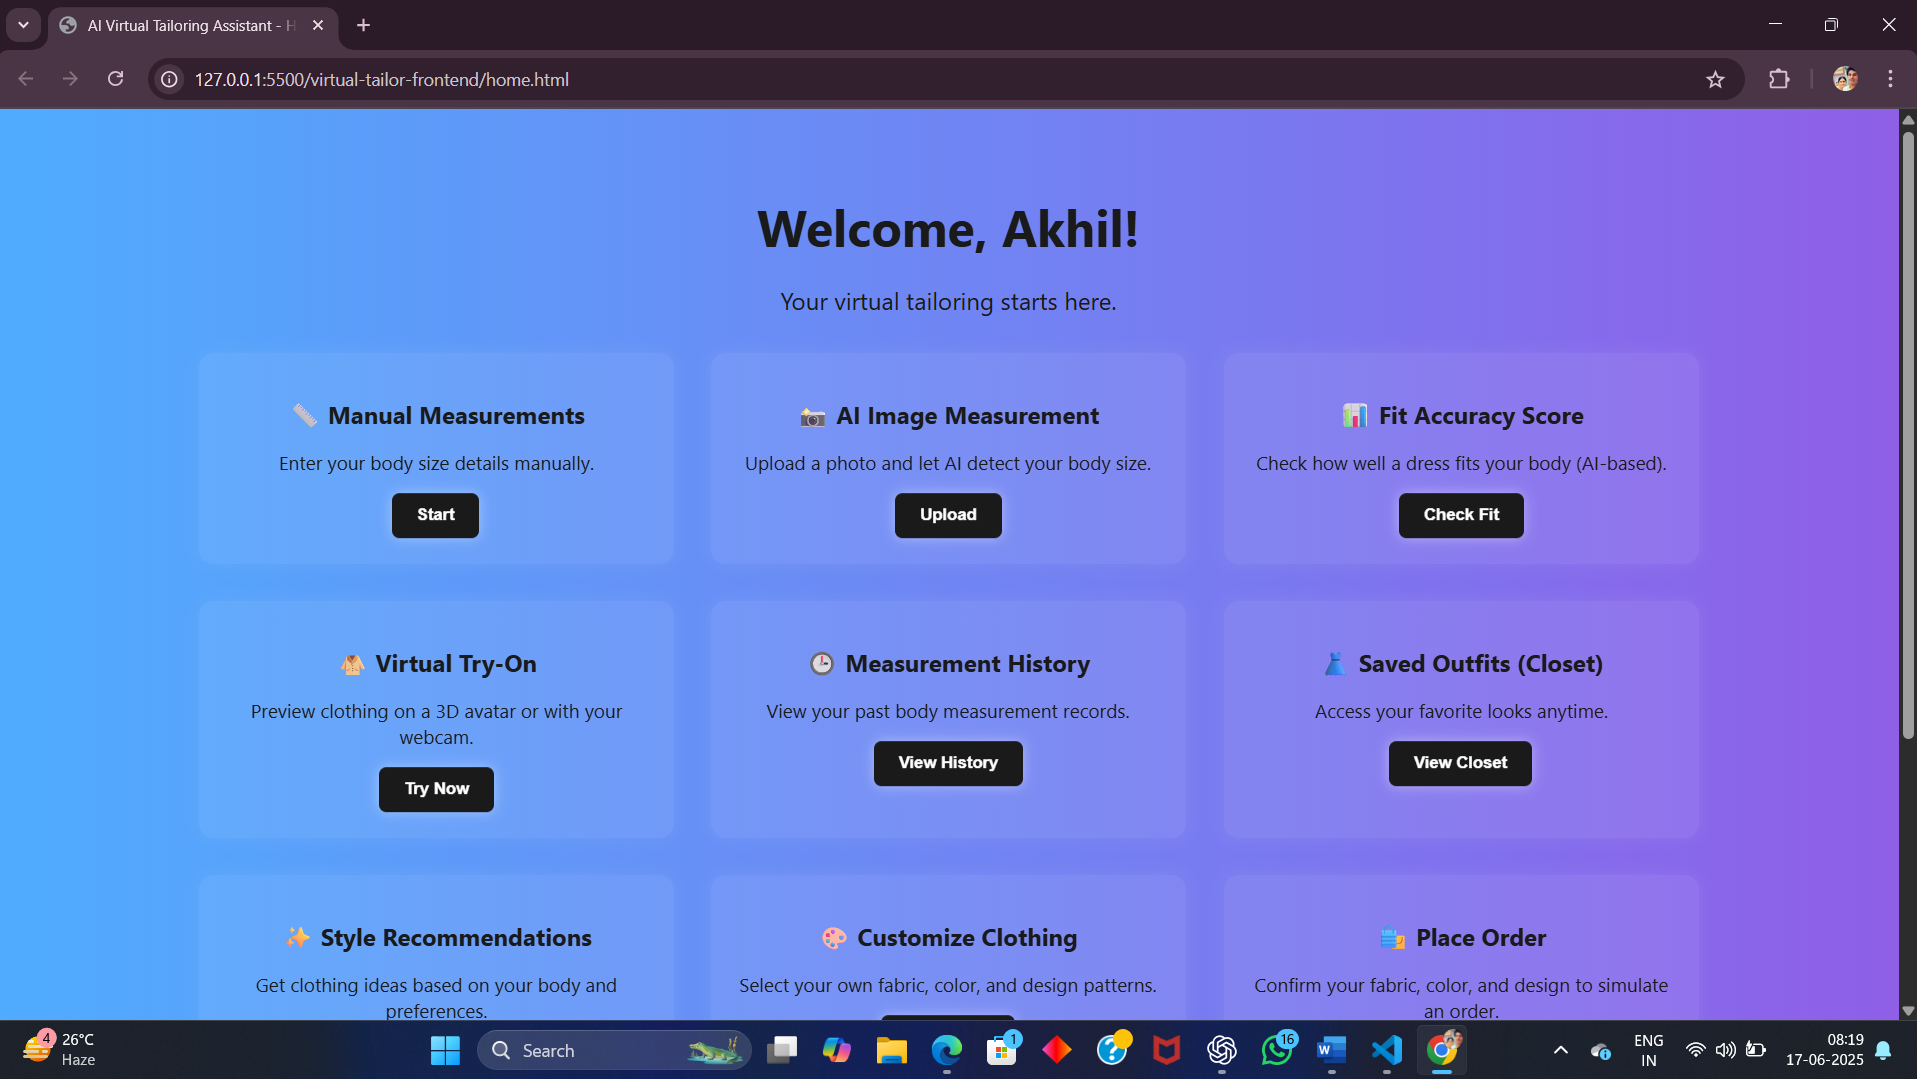 AI Virtual Tailoring Assistant - H
127.0.0.1:5500/virtual-tailor-frontend/home.html
Welcome, Akhil!
Your virtual tailoring starts here.
Manual Measurements
Enter your body size details manually.
Start
AI Image Measurement
Upload a photo and let AI detect your body size.
Upload
Fit Accuracy Score
Check how well a dress fits your body (AI-based).
Check Fit
Virtual Try-On
Preview clothing on a 3D avatar or with your
webcam.
Try Now
Measurement History
View your past body measurement records.
View History
Saved Outfits (Closet)
Access your favorite looks anytime.
View Closet
Style Recommendations
Get clothing ideas based on your body and
preferences.
Customize Clothing
Select your own fabric, color, and design patterns.
Place Order
Confirm your fabric, color, and design to simulate
an order.
4
26°C
Haze
Search
1
16
W
ENG
IN
08:19
17-06-2025